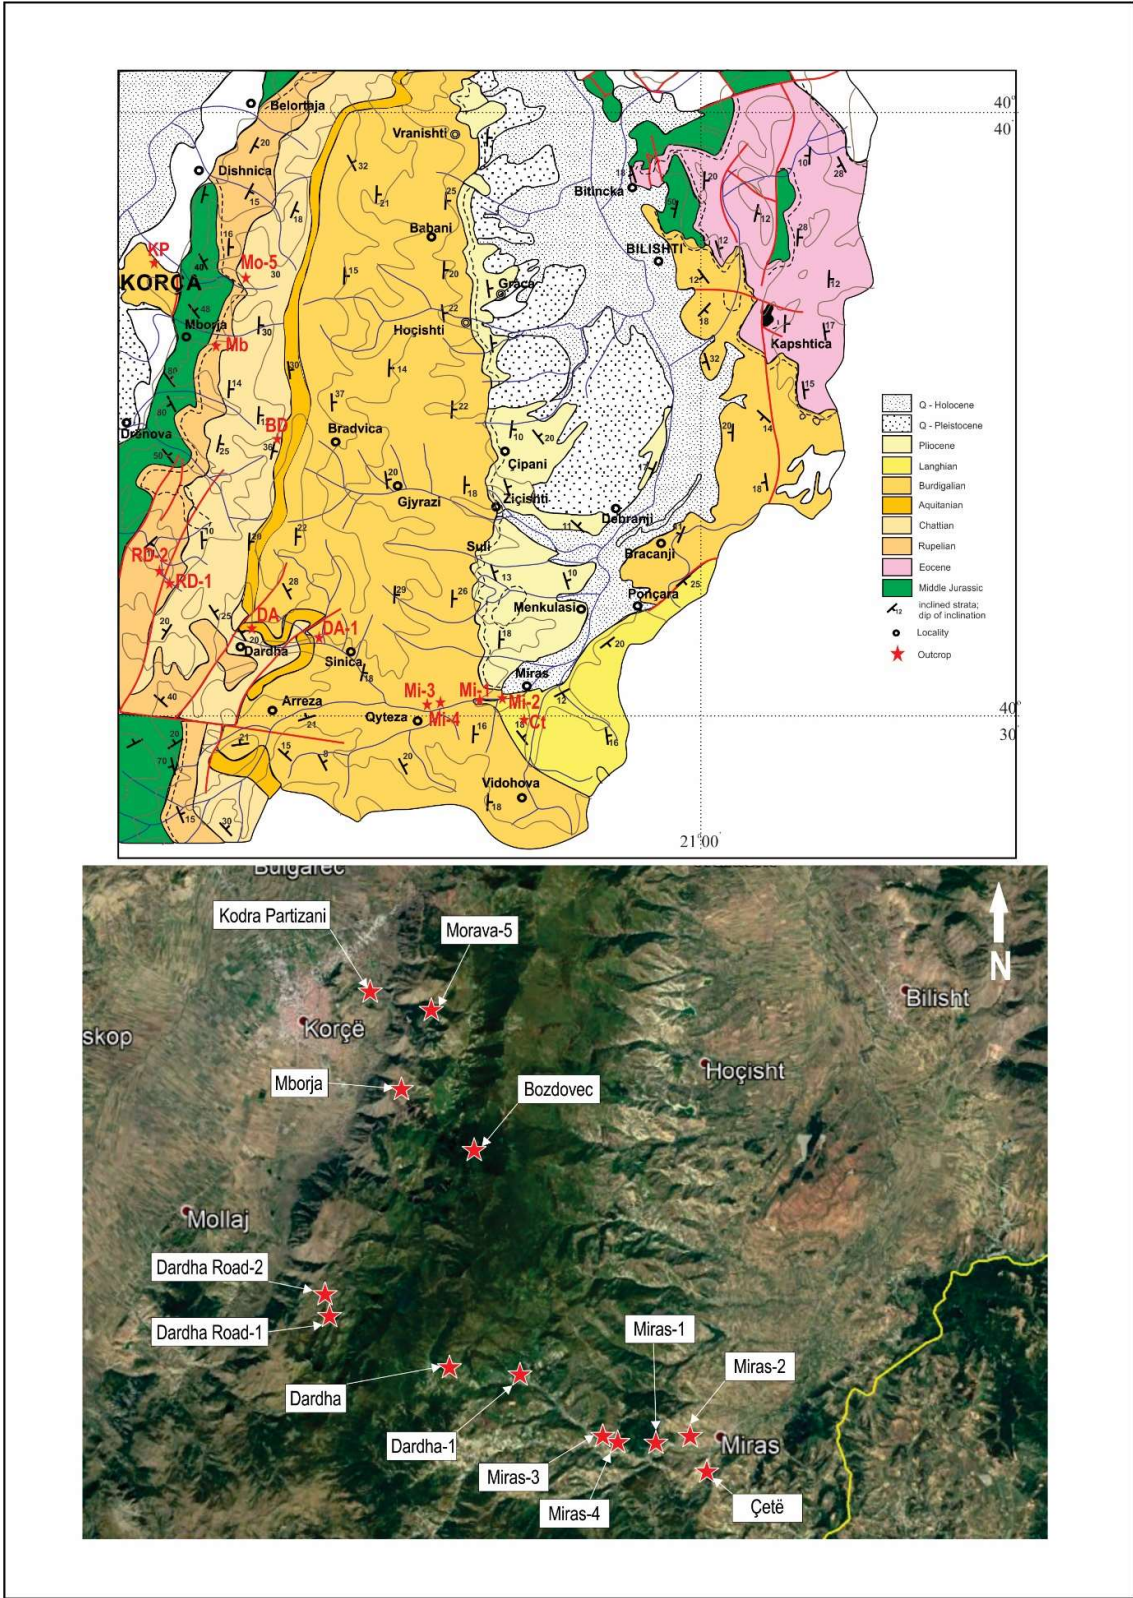 Belortaja
Vranishti
40°
40'
Dishnica
Bitincka
Babani
BILISHTI
KP
KORÇA
Mo-5
Graca
Hoçishti
Mborja
Mb
Kapshtica
Drenova
BD
Bradvica
Çipani
Gjyrazi
Ziçishti
Debranji
Suli
Bracanji
RD-2
RD-1
Menkulasi
Ponçara
DA
DA-1
Dardha
Sinica
Miras
Arreza
Mi-3
Mi-1
Mi-2
Qyteza
Mi-4
Ct
40°
30'
Vidohova
21°00'
Q - Holocene
Q - Pleistocene
Pliocene
Langhian
Burdigalian
Aquitanian
Chattian
Rupelian
Eocene
Middle Jurassic
12
inclined strata;
dip of inclination
Locality
Outcrop
Bulgarec
Kodra Partizani
Morava-5
N
Bilisht
Korçë
skop
Hoçisht
Mborja
Bozdovec
Mollaj
Dardha Road-2
Dardha Road-1
Miras-1
Miras-2
Dardha
Dardha-1
Miras
Miras-3
Miras-4
Çetë